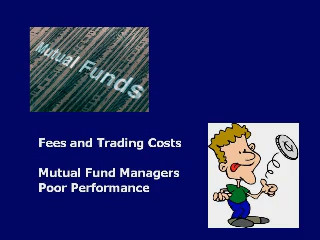 Mutual Funds
Fees and Trading Costs
Mutual Fund Managers
Poor Performance